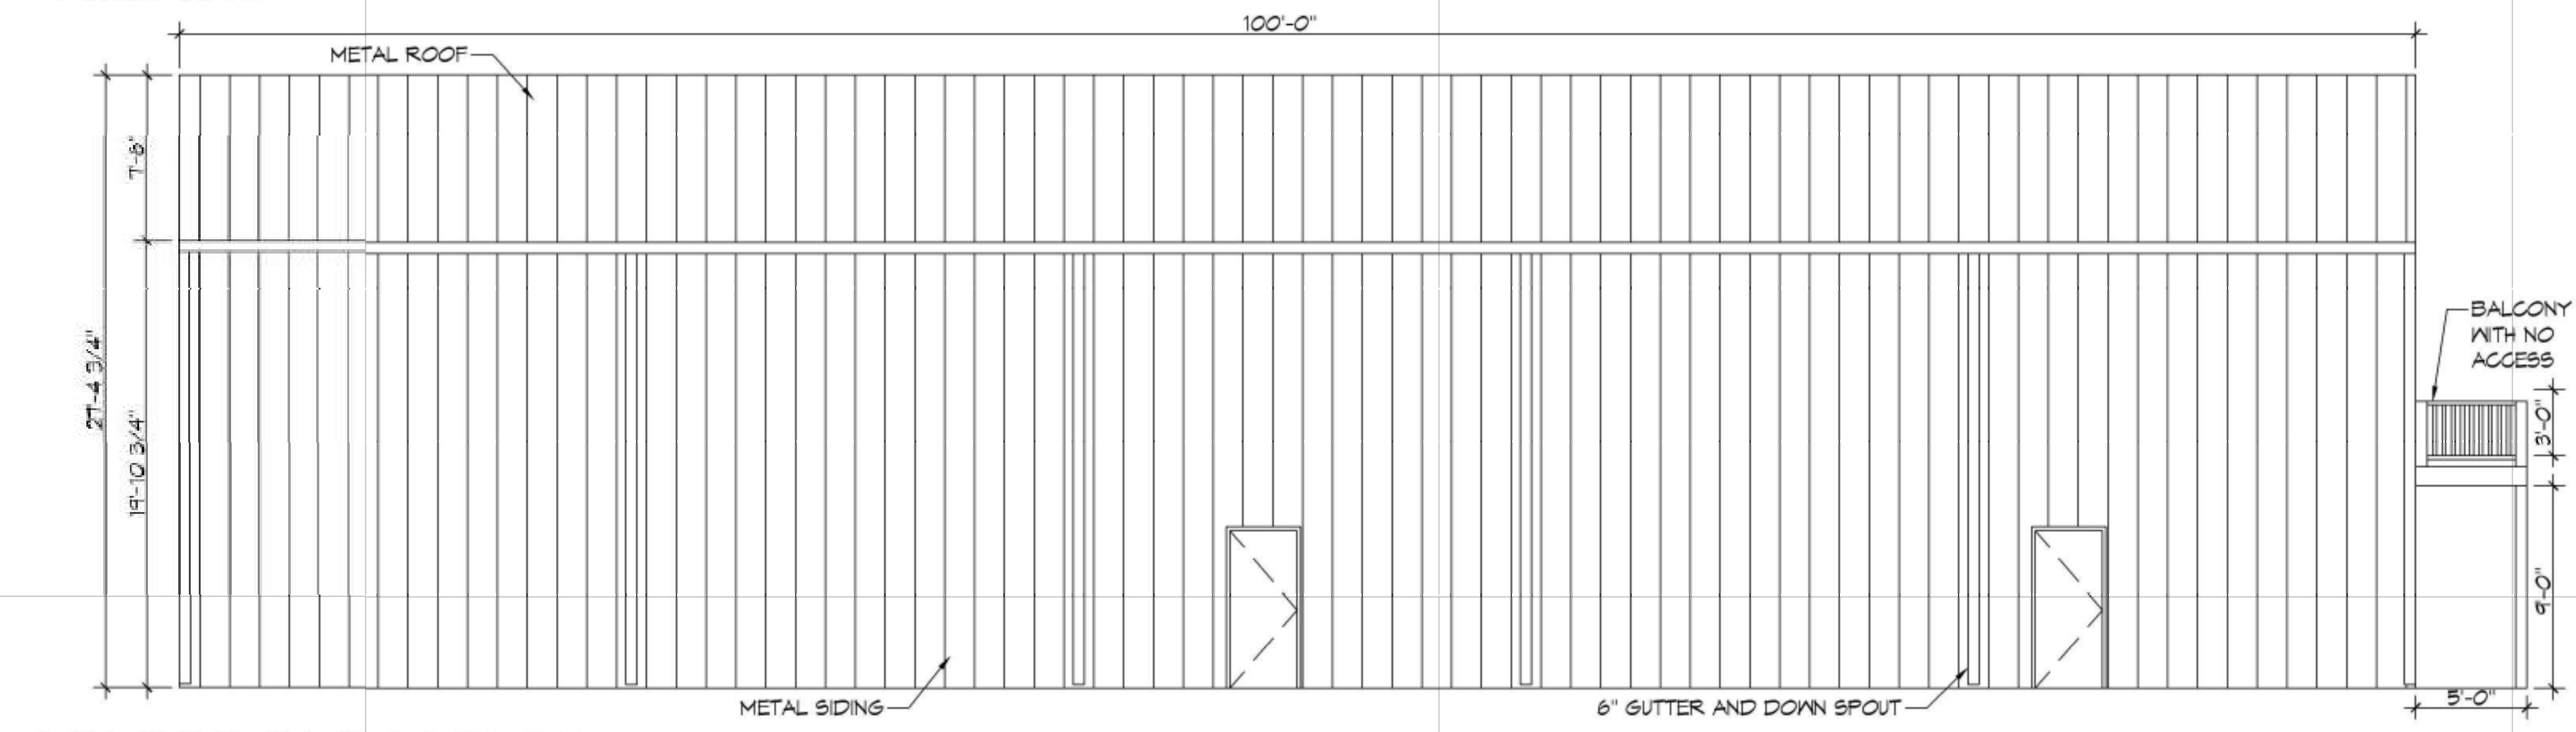 100'-0"
METAL ROOF
7'-6"
27'-4 3/4"
19'-10 3/4"
BALCONY
WITH NO
ACCESS
3'-0"
9'-0"
5'-0"
METAL SIDING
6" GUTTER AND DOWN SPOUT